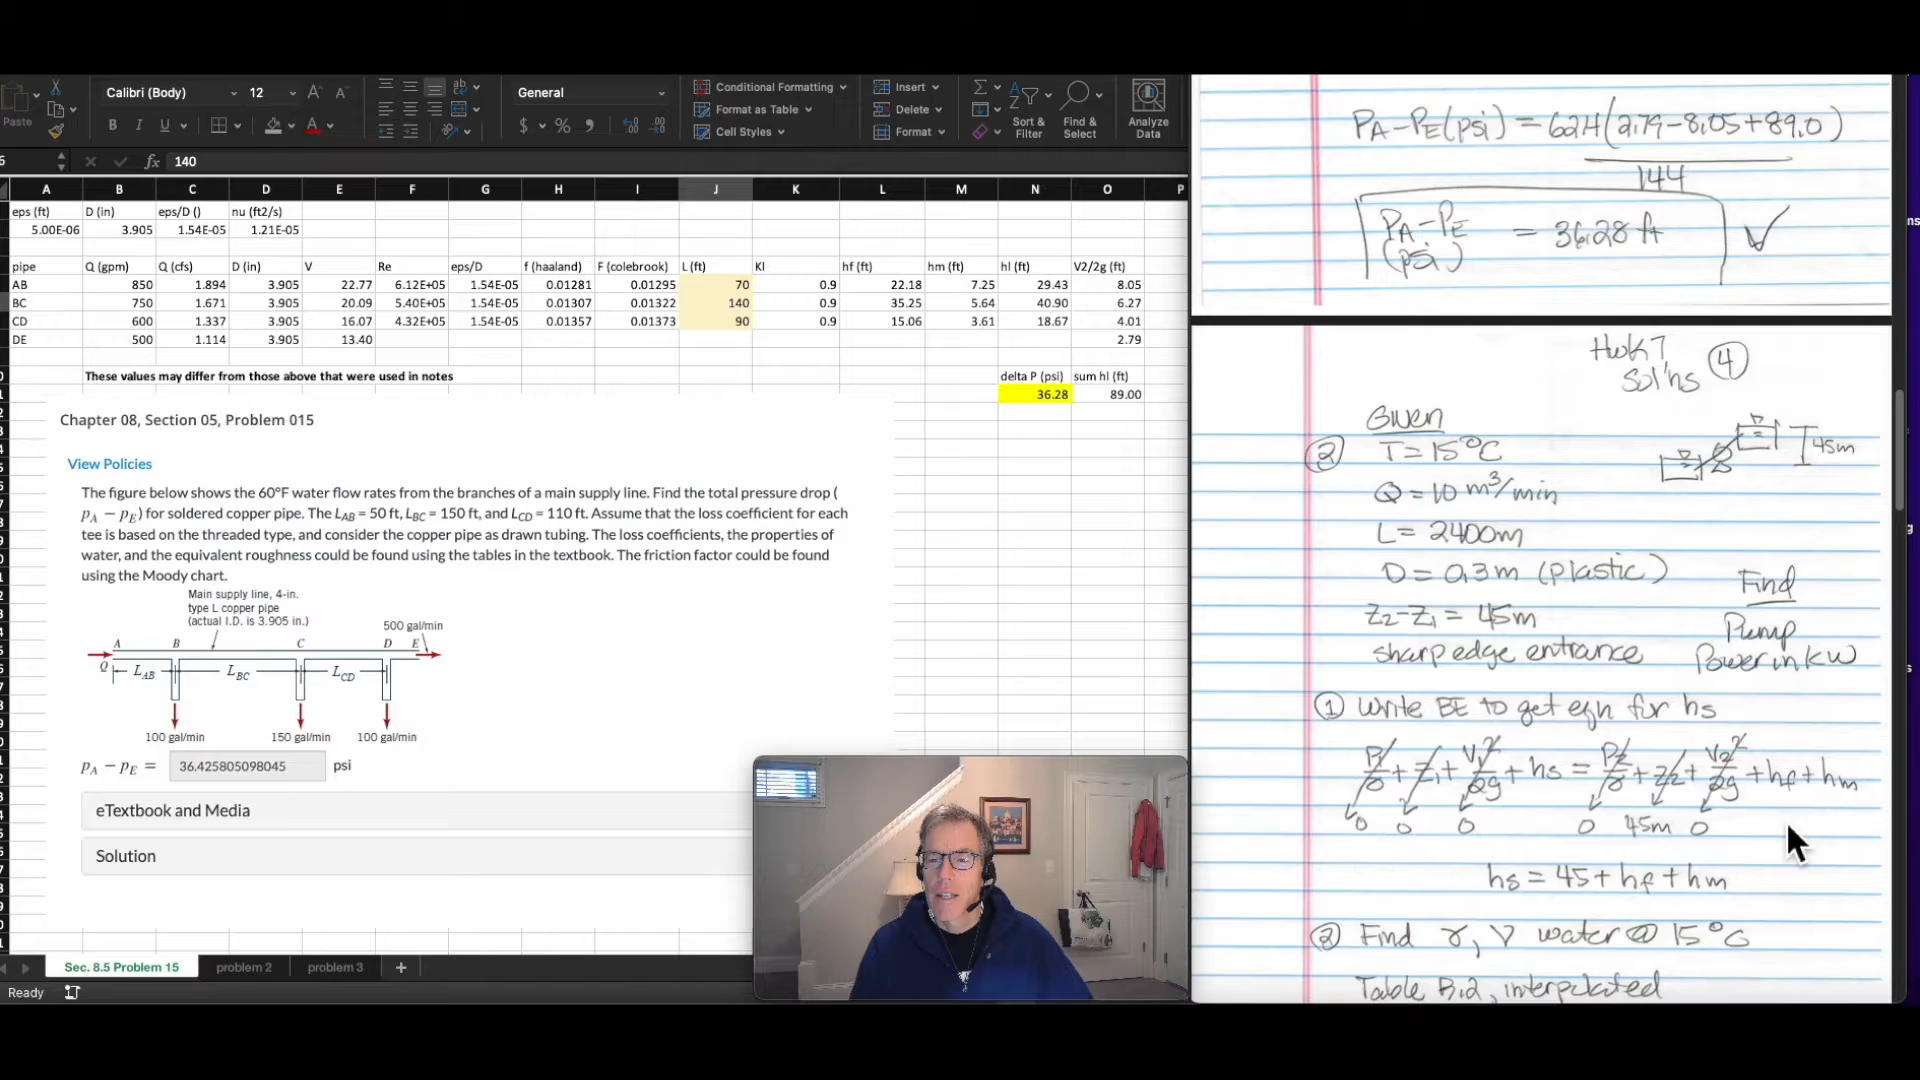 Paste
Calibri (Body)
12
A
A
B
I
U
A
ab
General
$
%
Conditional Formatting
Format as Table
Cell Styles
Insert
Delete
Format
Sort & Filter
Find & Select
Analyze Data
6
fx
140
A B C D E F G H I J K L M N O P
eps (ft) D (in) eps/D () nu (ft2/s)
5.00E-06 3.905 1.54E-05 1.21E-05
pipe Q (gpm) Q (cfs) D (in) V Re eps/D f (haaland) F (colebrook) L (ft) Kl hf (ft) hm (ft) hl (ft) V2/2g (ft)
AB 850 1.894 3.905 22.77 6.12E+05 1.54E-05 0.01281 0.01295 70 0.9 22.18 7.25 29.43 8.05
BC 750 1.671 3.905 20.09 5.40E+05 1.54E-05 0.01307 0.01322 140 0.9 35.25 5.64 40.90 6.27
CD 600 1.337 3.905 16.07 4.32E+05 1.54E-05 0.01357 0.01373 90 0.9 15.06 3.61 18.67 4.01
DE 500 1.114 3.905 13.40 2.79
These values may differ from those above that were used in notes delta P (psi) sum hl (ft)
36.28 89.00
Chapter 08, Section 05, Problem 015
View Policies
The figure below shows the 60°F water flow rates from the branches of a main supply line. Find the total pressure drop (
pA − pE) for soldered copper pipe. The LAB = 50 ft, LBC = 150 ft, and LCD = 110 ft. Assume that the loss coefficient for each
tee is based on the threaded type, and consider the copper pipe as drawn tubing. The loss coefficients, the properties of
water, and the equivalent roughness could be found using the tables in the textbook. The friction factor could be found
using the Moody chart.
Main supply line, 4-in.
type L copper pipe
(actual I.D. is 3.905 in.)
500 gal/min
A B C D E
Q LAB LBC LCD
100 gal/min 150 gal/min 100 gal/min
pA − pE = 36.425805098045 psi
eTextbook and Media
Solution
Sec. 8.5 Problem 15 problem 2 problem 3 +
Ready
PA-PE(psi) = 62.4(2.79-8.05+89.0)
144
PA-PE = 36.28 ft ✓
(psi)
Hwk 7
Sol'ns ④
Given
② T=15°C
45m
Q=10 m³/min
L= 2400m
D= 0.3m (plastic)
Find
z2-z1 = 45m
Pump
sharp edge entrance
Power in kW
① Write BE to get eqn for hs
P1/γ + z1 + V1²/2g + hs = P2/γ + z2 + V2²/2g + hf + hm
0 0 0 0 45m 0
hs = 45 + hf + hm
② Find γ, ν water @ 15°C
Table B.2, interpolated